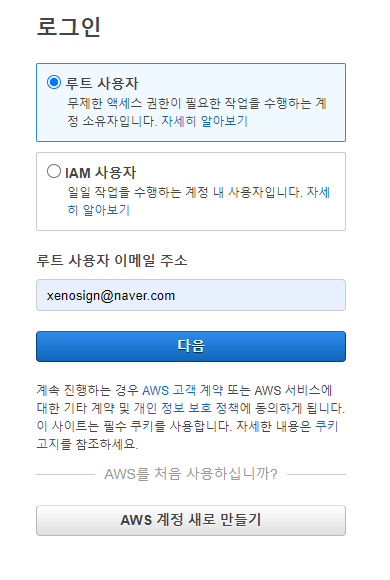 로그인
루트 사용자
무제한 액세스 권한이 필요한 작업을 수행하는 계
정 소유자입니다. 자세히 알아보기
IAM 사용자
일일 작업을 수행하는 계정 내 사용자입니다. 자세
히 알아보기
루트 사용자 이메일 주소
xenosign@naver.com
다음
계속 진행하는 경우 AWS 고객 계약 또는 AWS 서비스에
대한 기타 계약 및 개인 정보 보호 정책에 동의하게 됩니다.
이 사이트는 필수 쿠키를 사용합니다. 자세한 내용은 쿠키
고지를 참조하세요.
AWS를 처음 사용하십니까?
AWS 계정 새로 만들기